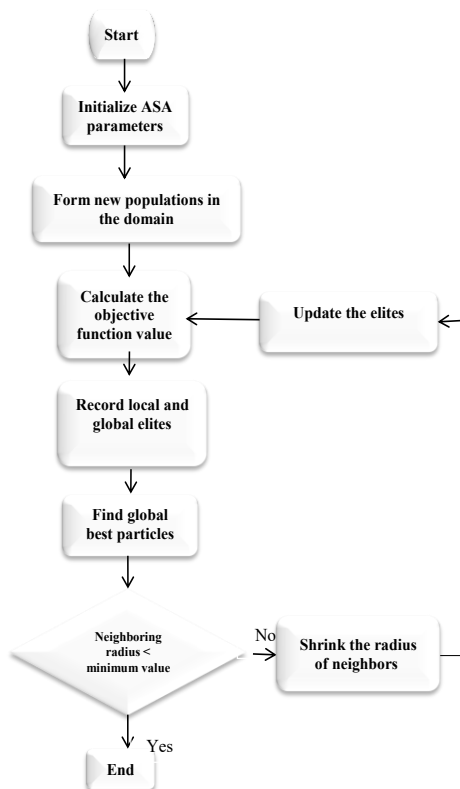 Start
Initialize ASA
parameters
Form new populations in
the domain
Calculate the
objective
function value
Update the elites
Record local and
global elites
Find global
best particles
Neighboring
radius <
minimum value
No
Shrink the radius
of neighbors
Yes
End